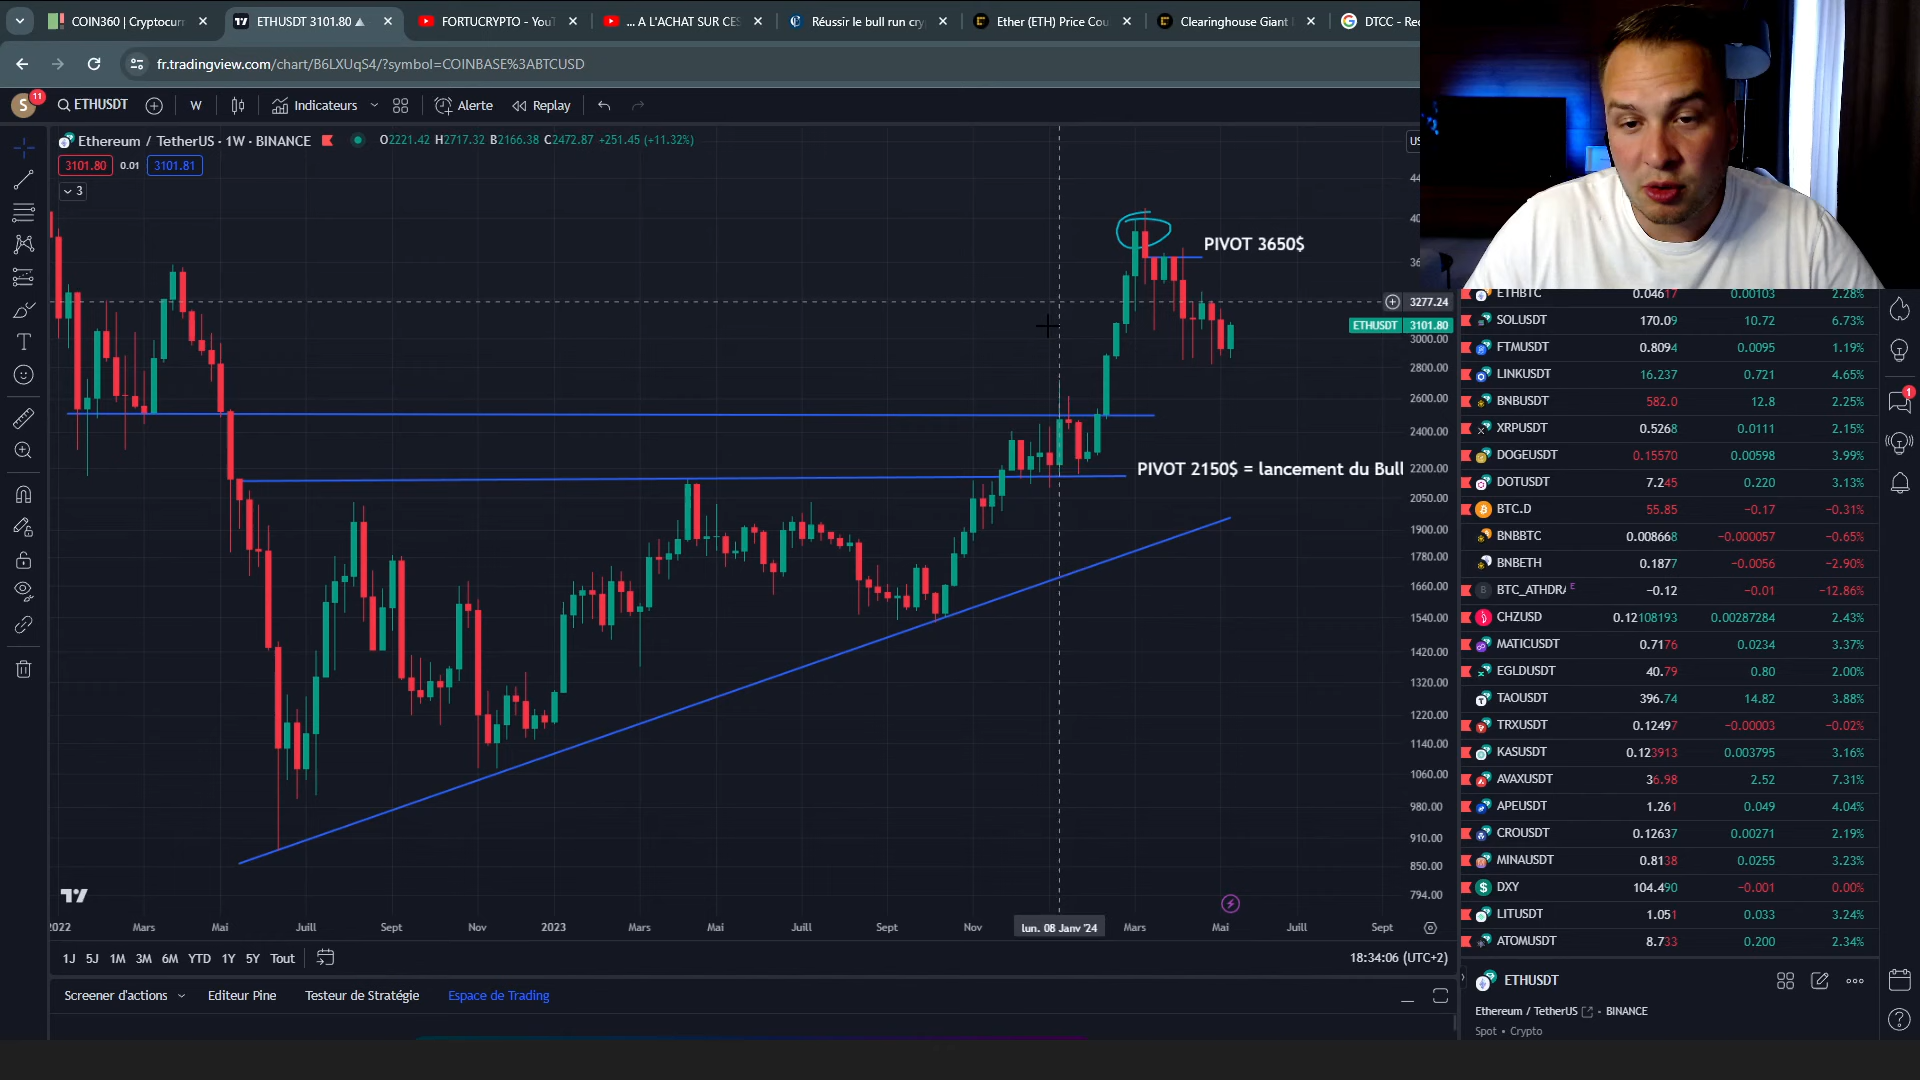 COIN360 | Cryptocurr
ETHUSDT 3101.80
FORTUCRYPTO - You
... A L'ACHAT SUR CES
Réussir le bull run cry
Ether (ETH) Price Cou
Clearinghouse Giant
DTCC - Rec
fr.tradingview.com/chart/B6LXUqS4/?symbol=COINBASE%3ABTCUSD
S 11
ETHUSDT W Indicateurs Alerte Replay
Ethereum / TetherUS · 1W · BINANCE O2221.42 H2717.32 B2166.38 C2472.87 +251.45 (+11.32%)
3101.80 0.01 3101.81
3
PIVOT 3650$
PIVOT 2150$ = lancement du Bull
3277.24
ETHUSDT 3101.80
3000.00
2800.00
2600.00
2400.00
2200.00
2050.00
1900.00
1780.00
1660.00
1540.00
1420.00
1320.00
1220.00
1140.00
1060.00
980.00
910.00
850.00
794.00
2022 Mars Mai Juill Sept Nov 2023 Mars Mai Juill Sept Nov lun. 08 Janv '24 Mars Mai Juill Sept
1J 5J 1M 3M 6M YTD 1Y 5Y Tout
18:34:06 (UTC+2)
Screener d'actions Editeur Pine Testeur de Stratégie Espace de Trading
ETHBTC 0.04617 0.00103 2.28%
SOLUSDT 170.09 10.72 6.73%
FTMUSDT 0.8094 0.0095 1.19%
LINKUSDT 16.237 0.721 4.65%
BNBUSDT 582.0 12.8 2.25%
XRPUSDT 0.5268 0.0111 2.15%
DOGEUSDT 0.15570 0.00598 3.99%
DOTUSDT 7.245 0.220 3.13%
BTC.D 55.85 −0.17 −0.31%
BNBBTC 0.008668 −0.000057 −0.65%
BNBETH 0.1877 −0.0056 −2.90%
BTC_ATHDRA E −0.12 −0.01 −12.86%
CHZUSD 0.12108193 0.00287284 2.43%
MATICUSDT 0.7176 0.0234 3.37%
EGLDUSDT 40.79 0.80 2.00%
TAOUSDT 396.74 14.82 3.88%
TRXUSDT 0.12497 −0.00003 −0.02%
KASUSDT 0.123913 0.003795 3.16%
AVAXUSDT 36.98 2.52 7.31%
APEUSDT 1.261 0.049 4.04%
CROUSDT 0.12637 0.00271 2.19%
MINAUSDT 0.8138 0.0255 3.23%
DXY 104.490 −0.001 0.00%
LITUSDT 1.051 0.033 3.24%
ATOMUSDT 8.733 0.200 2.34%
ETHUSDT
Ethereum / TetherUS - BINANCE
Spot • Crypto
1